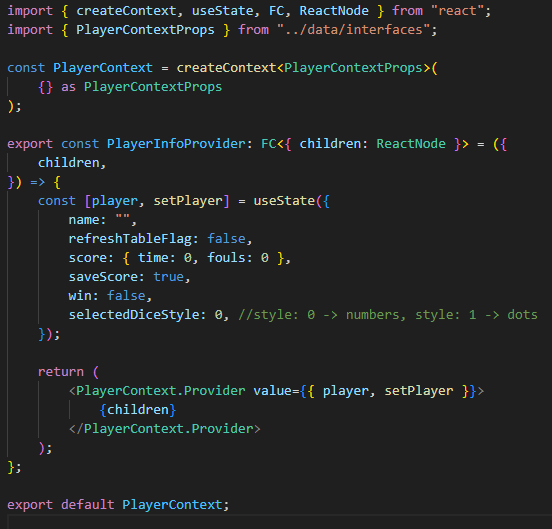 import { createContext, useState, FC, ReactNode } from "react";
import { PlayerContextProps } from "../data/interfaces";

const PlayerContext = createContext<PlayerContextProps>(
    {} as PlayerContextProps
);

export const PlayerInfoProvider: FC<{ children: ReactNode }> = ({
    children,
}) => {
    const [player, setPlayer] = useState({
        name: "",
        refreshTableFlag: false,
        score: { time: 0, fouls: 0 },
        saveScore: true,
        win: false,
        selectedDiceStyle: 0, //style: 0 -> numbers, style: 1 -> dots
    });

    return (
        <PlayerContext.Provider value={{ player, setPlayer }}>
            {children}
        </PlayerContext.Provider>
    );
};

export default PlayerContext;